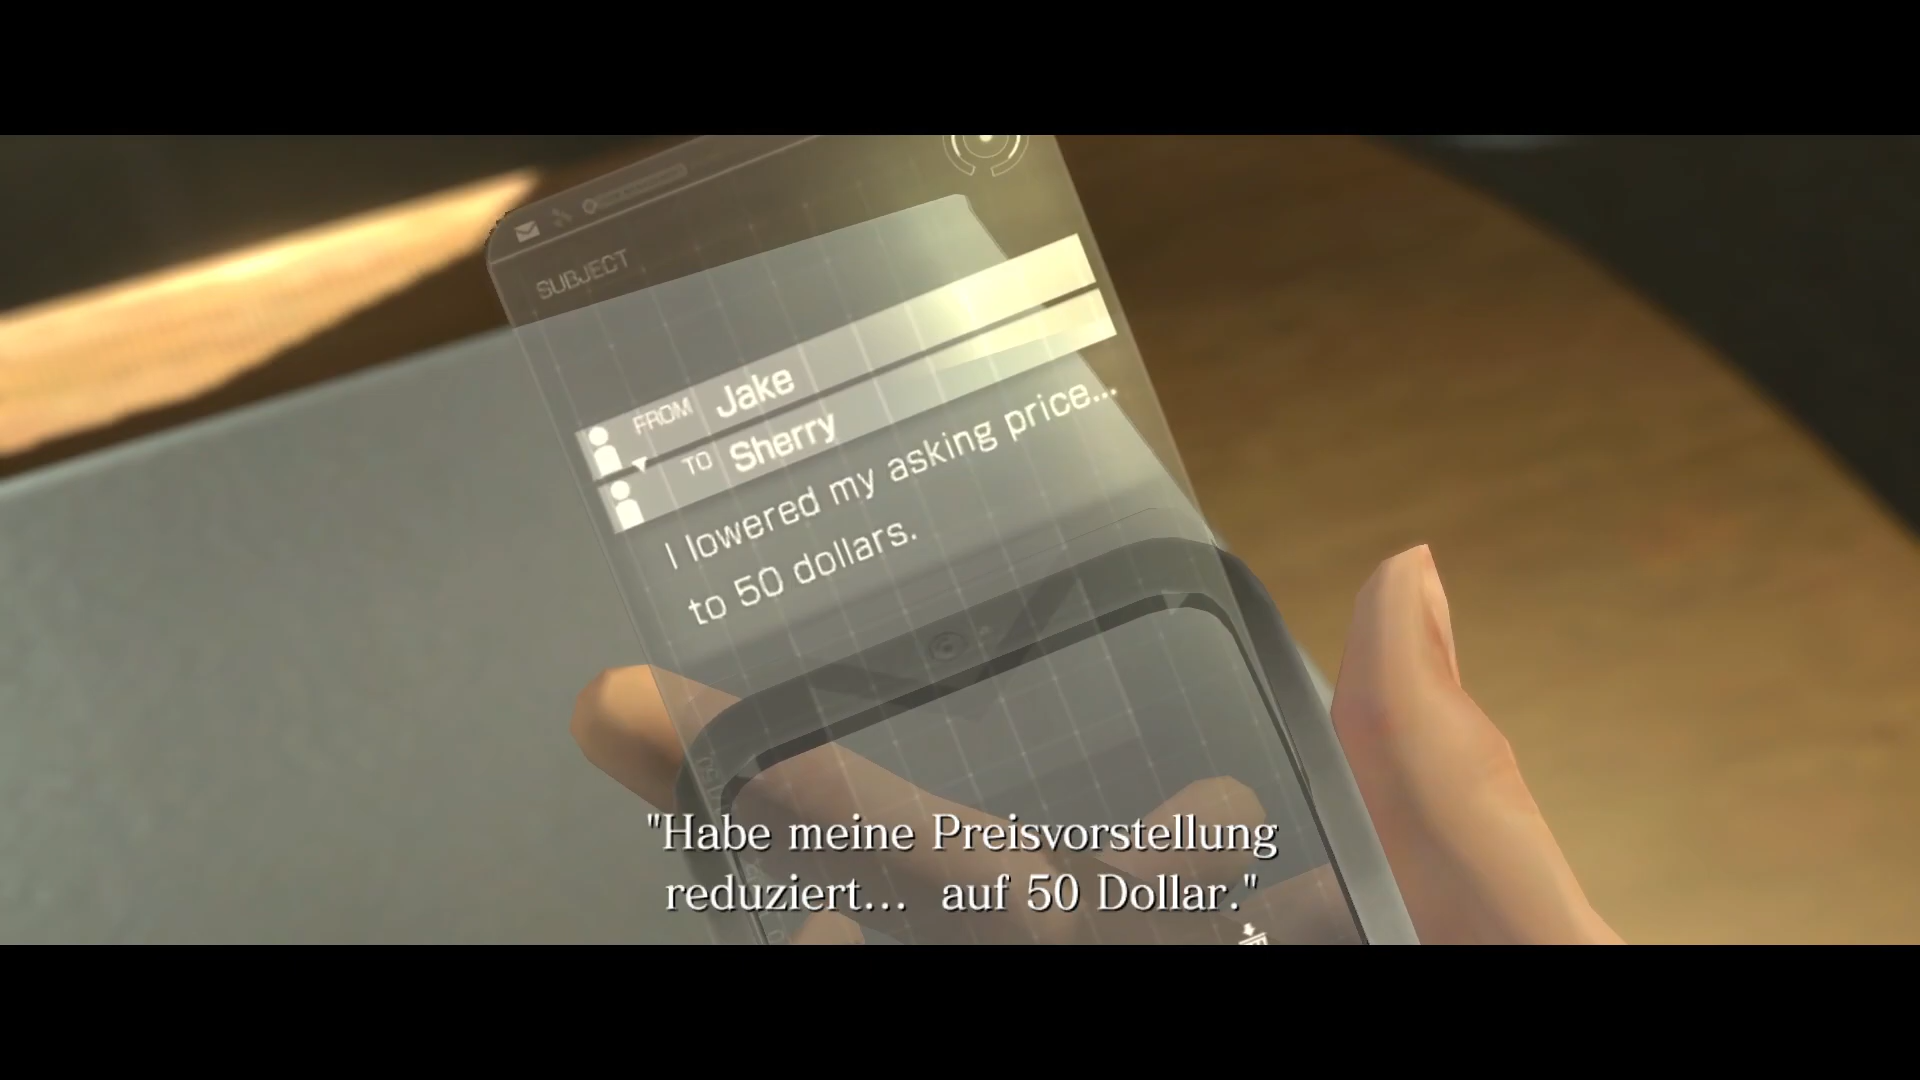 SUBJECT
FROM Jake
TO Sherry
I lowered my asking price...
to 50 dollars.
"Habe meine Preisvorstellung
reduziert... auf 50 Dollar."